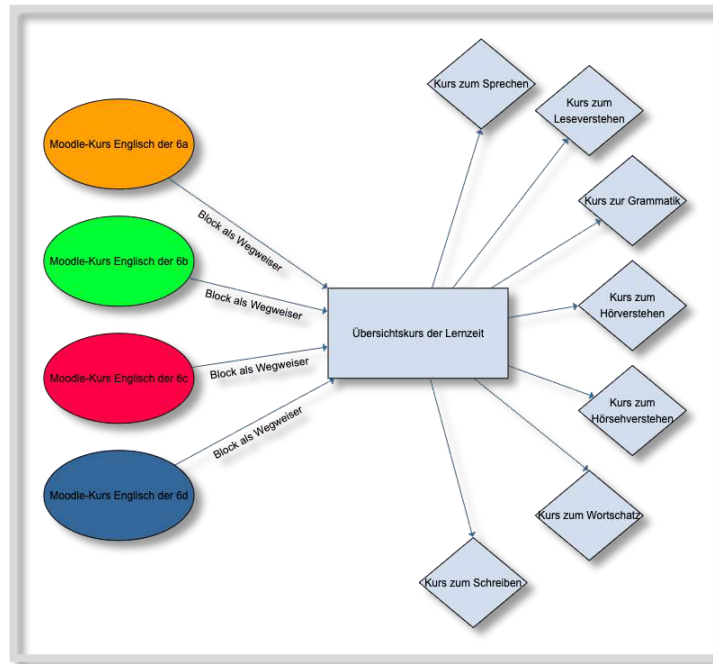 Moodle-Kurs Englisch der 6a
Moodle-Kurs Englisch der 6b
Moodle-Kurs Englisch der 6c
Moodle-Kurs Englisch der 6d
Block als Wegweiser
Block als Wegweiser
Block als Wegweiser
Block als Wegweiser
Übersichtskurs der Lernzeit
Kurs zum Sprechen
Kurs zum
Leseverstehen
Kurs zur Grammatik
Kurs zum
Hörverstehen
Kurs zum
Hörsehverstehen
Kurs zum Wortschatz
Kurs zum Schreiben